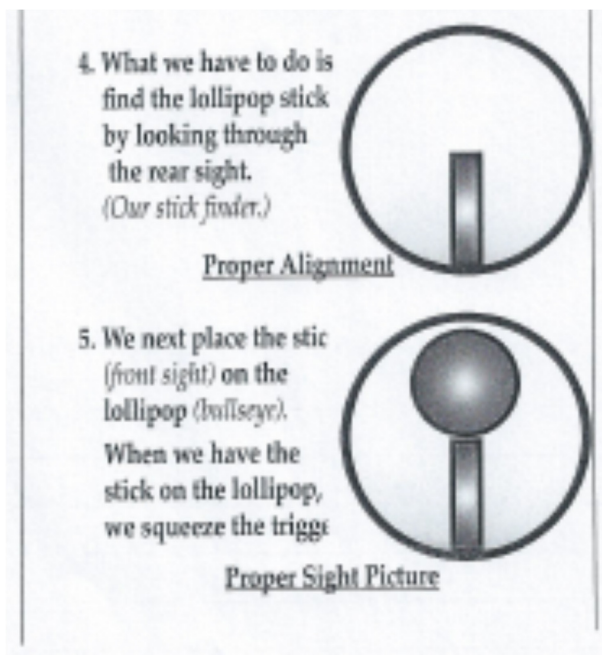 4. What we have to do is
find the lollipop stick
by looking through
the rear sight.
(Our stick finder.)
Proper Alignment
5. We next place the stic
(front sight) on the
lollipop (bullseye).
When we have the
stick on the lollipop,
we squeeze the trigge
Proper Sight Picture